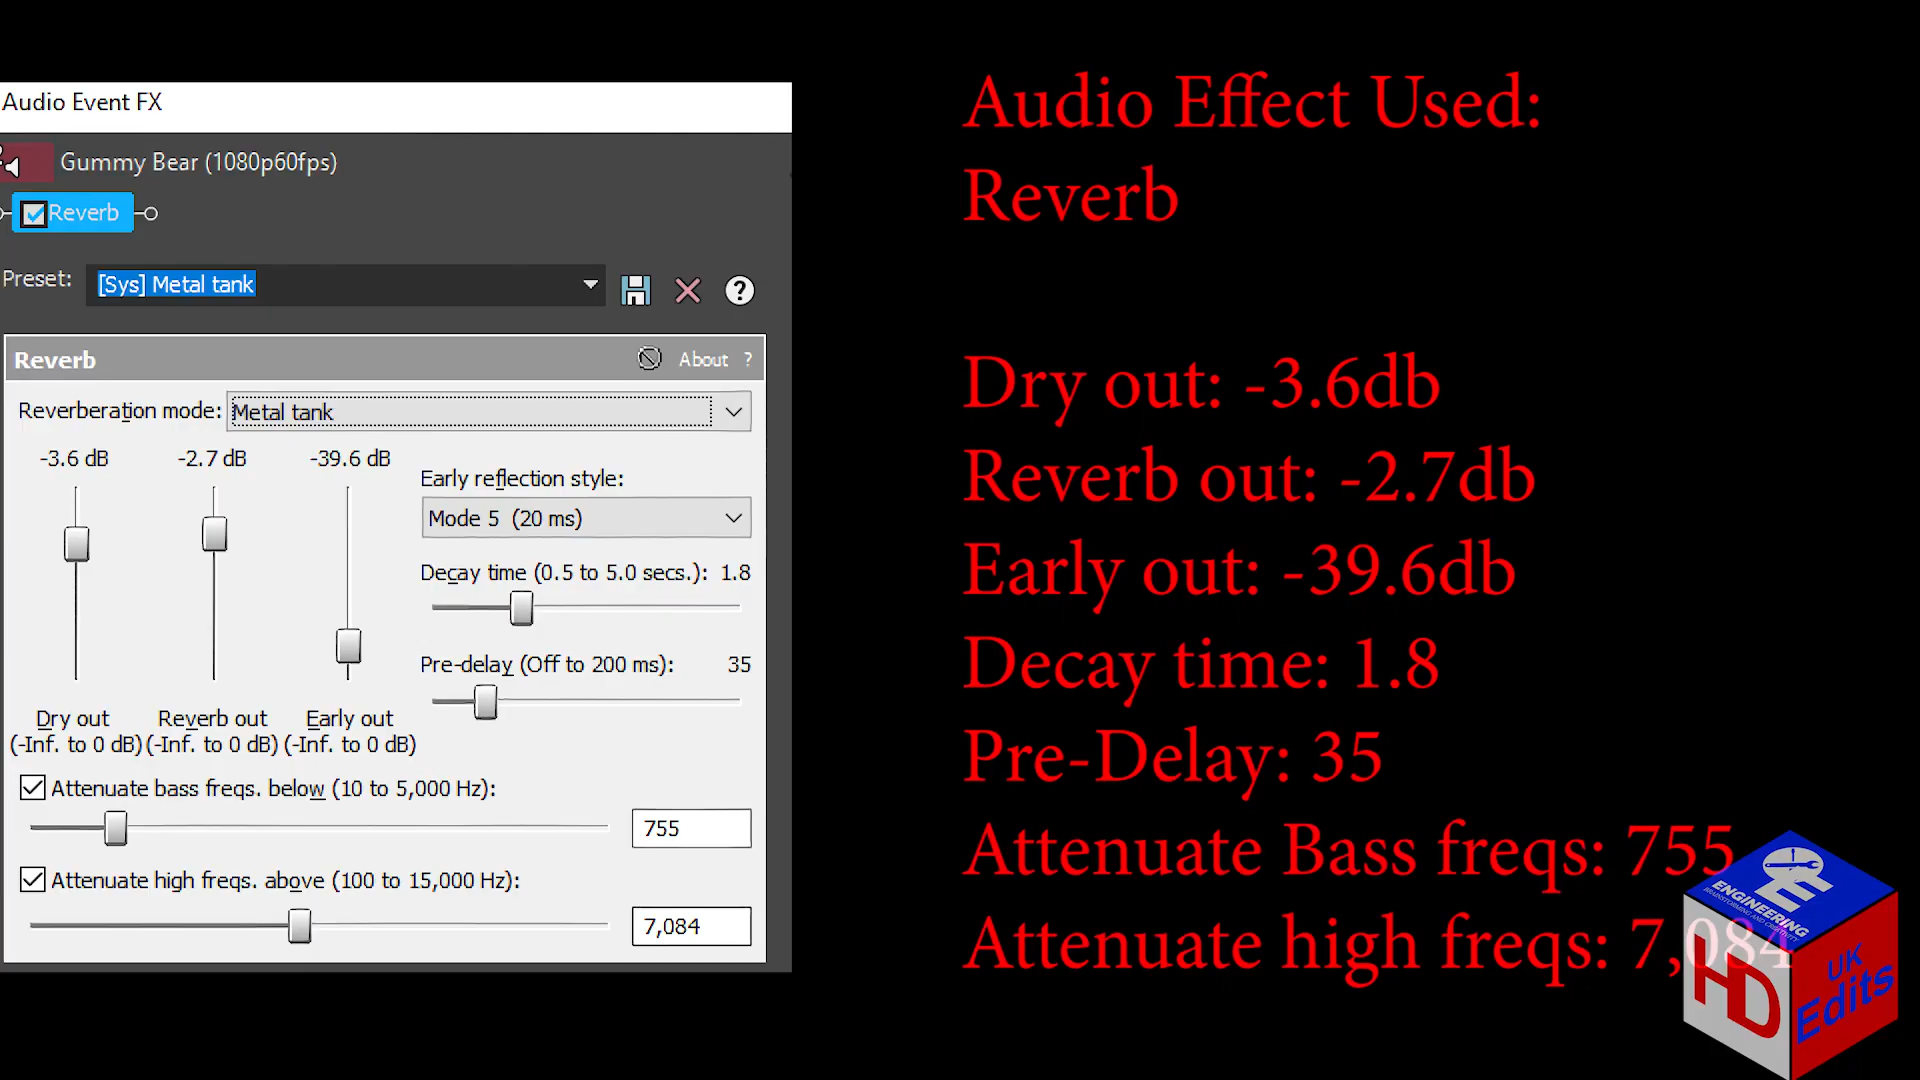 Audio Event FX
Gummy Bear (1080p60fps)
Reverb
Preset: [Sys] Metal tank
Reverb About ?
Reverberation mode: Metal tank
-3.6 dB -2.7 dB -39.6 dB
Early reflection style:
Mode 5 (20 ms)
Decay time (0.5 to 5.0 secs.): 1.8
Pre-delay (Off to 200 ms): 35
Dry out Reverb out Early out
(-Inf. to 0 dB) (-Inf. to 0 dB) (-Inf. to 0 dB)
Attenuate bass freqs. below (10 to 5,000 Hz):
755
Attenuate high freqs. above (100 to 15,000 Hz):
7,084
Audio Effect Used:
Reverb
Dry out: -3.6db
Reverb out: -2.7db
Early out: -39.6db
Decay time: 1.8
Pre-Delay: 35
Attenuate Bass freqs: 755
Attenuate high freqs: 7,084
E
ENGINEERING
BRAINSTORMING AND CREATIVITY
HD
UK
Edits